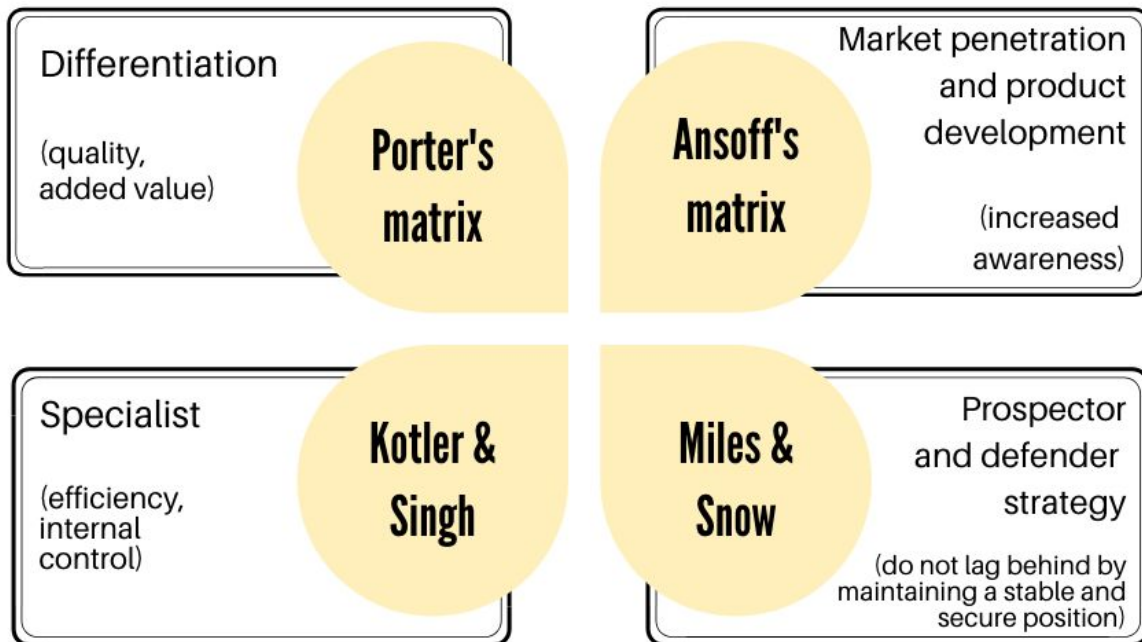 Differentiation
(quality,
added value)
Porter's
matrix
Ansoff's
matrix
Market penetration
and product
development
(increased
awareness)
Specialist
(efficiency,
internal
control)
Kotler &
Singh
Miles &
Snow
Prospector
and defender
strategy
(do not lag behind by
maintaining a stable and
secure position)